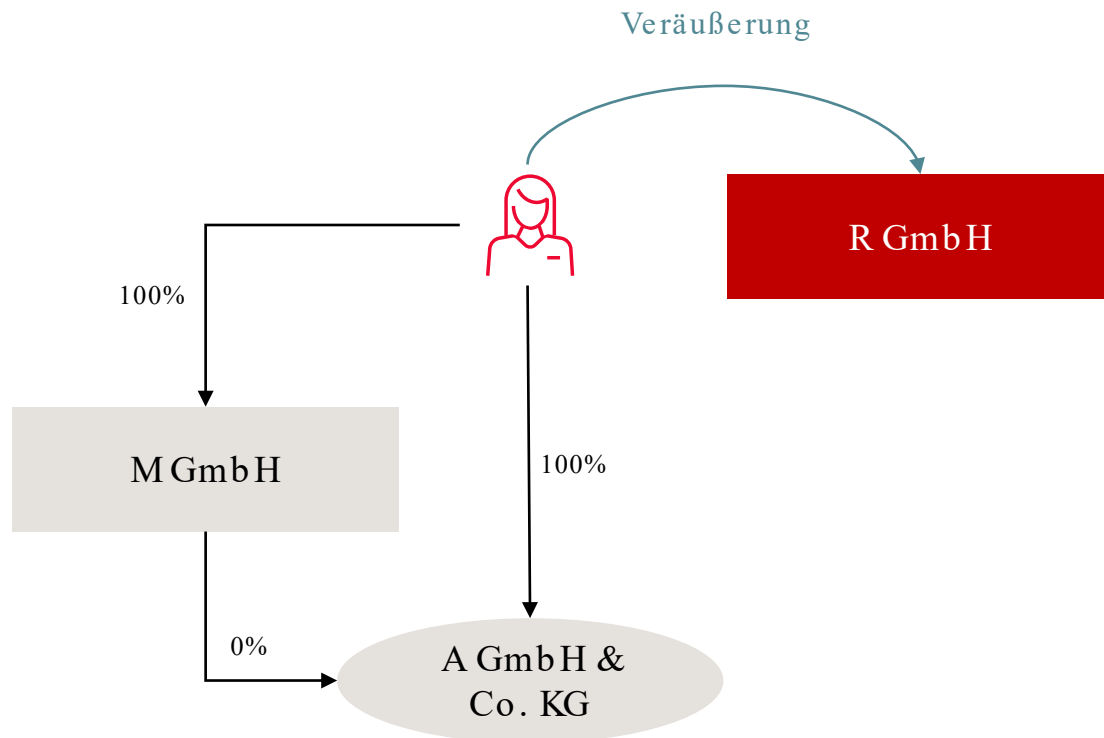 Veräußerung
R GmbH
100%
M GmbH
100%
0%
A GmbH &
Co. KG